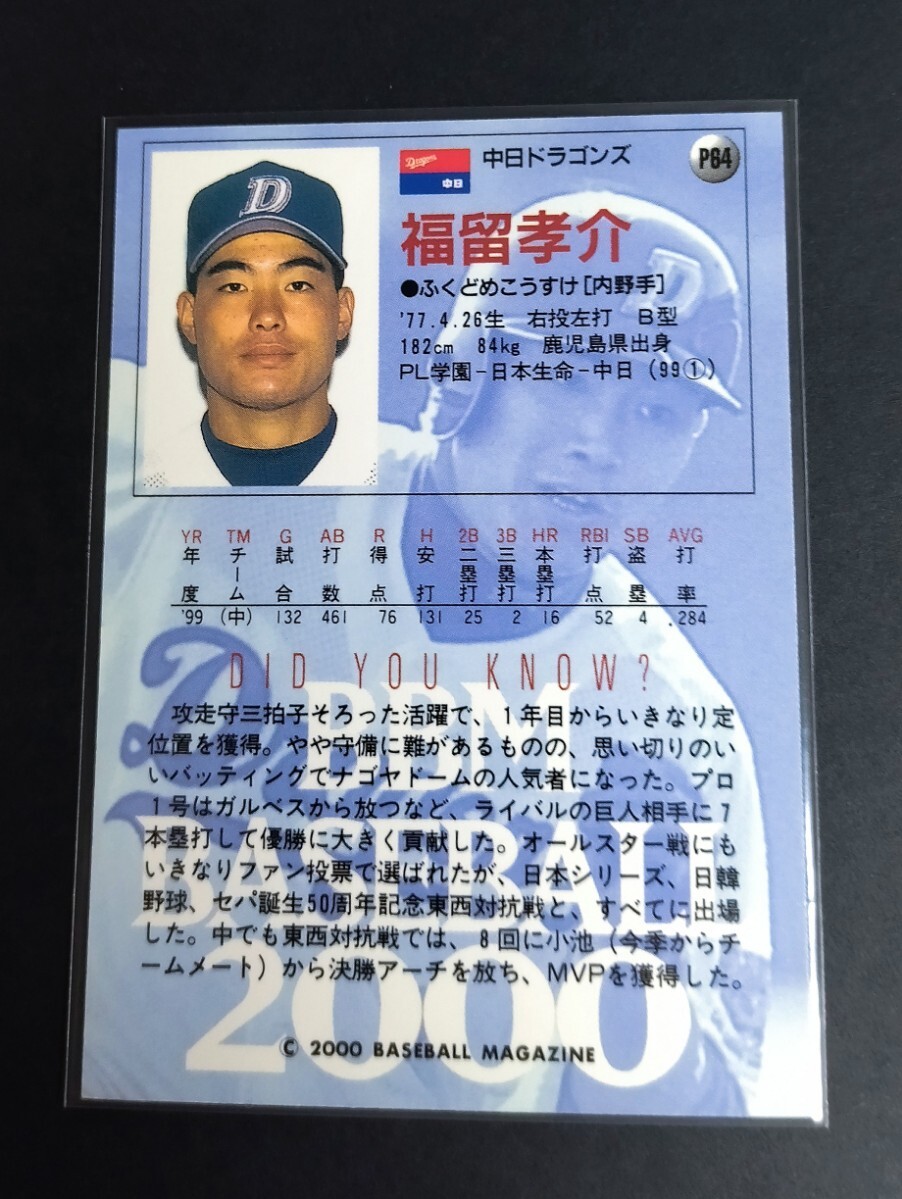 Dragons
中日
中日ドラゴンズ
P64
D
福留孝介
●ふくどめこうすけ[内野手]
'77.4.26生 右投左打 B型
182cm 84kg 鹿児島県出身
PL学園－日本生命－中日（99①）
YR TM G AB R H 2B 3B HR RBI SB AVG
年度 チーム 試合 打数 得点 安打 二塁打 三塁打 本塁打 打点 盗塁 打率
'99 (中) 132 461 76 131 25 2 16 52 4 .284
DID YOU KNOW?
攻走守三拍子そろった活躍で、1年目からいきなり定
位置を獲得。やや守備に難があるものの、思い切りのい
いバッティングでナゴヤドームの人気者になった。プロ
1号はガルベスから放つなど、ライバルの巨人相手に7
本塁打して優勝に大きく貢献した。オールスター戦にも
いきなりファン投票で選ばれたが、日本シリーズ、日韓
野球、セパ誕生50周年記念東西対抗戦と、すべてに出場
した。中でも東西対抗戦では、8回に小池（今季からチ
ームメート）から決勝アーチを放ち、MVPを獲得した。
BBM
BASEBALL
2000
© 2000 BASEBALL MAGAZINE